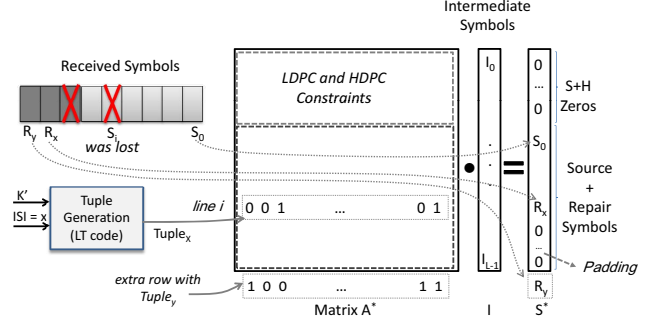 Intermediate
Symbols
Received Symbols
R_y R_x S_i S_0
was lost
LDPC and HDPC
Constraints
I_0
.
.
.
I_{L-1}
0
...
0
S_0
R_x
0
...
0
R_y
S+H
Zeros
Source
+
Repair
Symbols
Padding
K'
ISI = x
Tuple
Generation
(LT code)
Tuple_x
line i
0 0 1 ... 0 1
extra row with
Tuple_y
1 0 0 ... 1 1
Matrix A^*
I
S^*